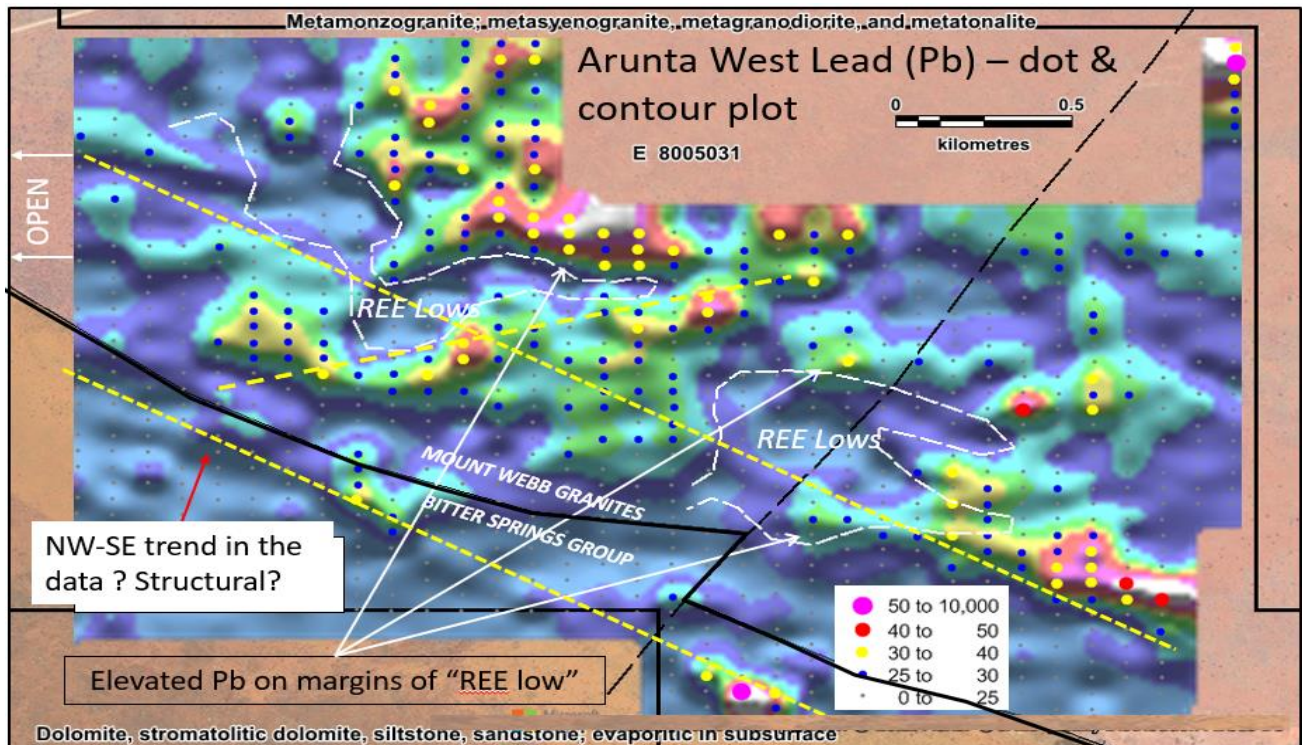 Metamonzogranite; metasyenogranite, metagranodiorite, and metatonalite
Arunta West Lead (Pb) – dot &
contour plot
0 0.5
kilometres
E 8005031
OPEN
REE Lows
REE Lows
MOUNT WEBB GRANITES
BITTER SPRINGS GROUP
NW-SE trend in the
data ? Structural?
50 to 10,000
40 to 50
30 to 40
25 to 30
0 to 25
Elevated Pb on margins of “REE low”
Dolomite, stromatolitic dolomite, siltstone, sandstone; evaporitic in subsurface